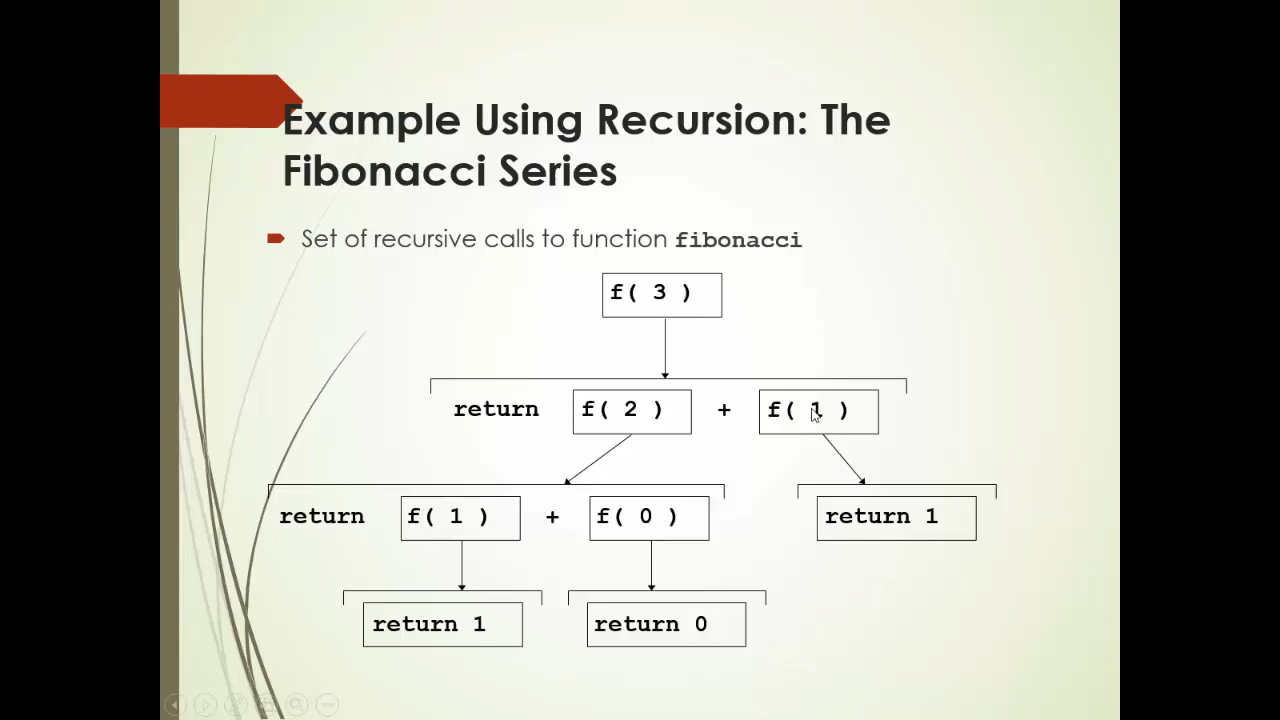 Example Using Recursion: The
Fibonacci Series
Set of recursive calls to function fibonacci
f( 3 )
return f( 2 ) + f( 1 )
return f( 1 ) + f( 0 ) return 1
return 1 return 0